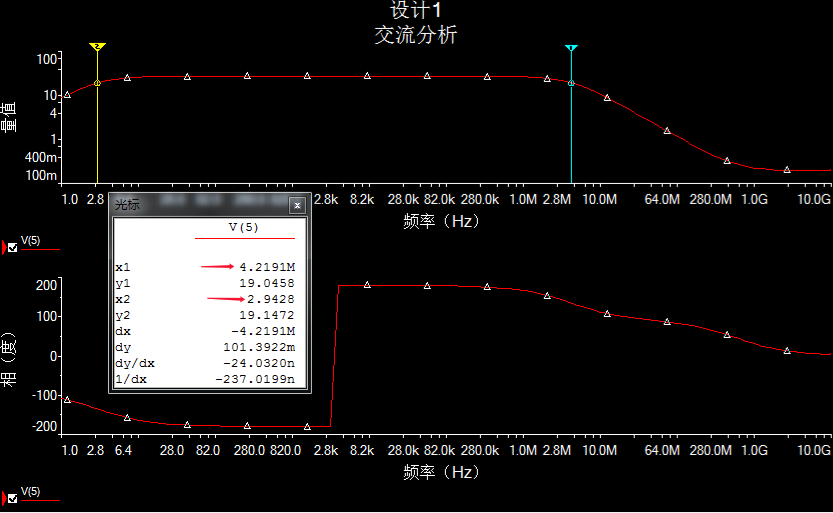 设计1
交流分析
量值
100
10
4
1
400m
100m
1.0 2.8 2.8k 8.2k 28.0k 82.0k 280.0k 1.0M 2.8M 10.0M 64.0M 280.0M 1.0G 10.0G
频率（Hz）
V(5)
光标 x
V(5)
x1 4.2191M
y1 19.0458
x2 2.9428
y2 19.1472
dx -4.2191M
dy 101.3922m
dy/dx -24.0320n
1/dx -237.0199n
相（度）
200
100
0
-100
-200
1.0 2.8 6.4 28.0 82.0 280.0 820.0 2.8k 8.2k 28.0k 82.0k 280.0k 1.0M 2.8M 10.0M 64.0M 280.0M 1.0G 10.0G
频率（Hz）
V(5)